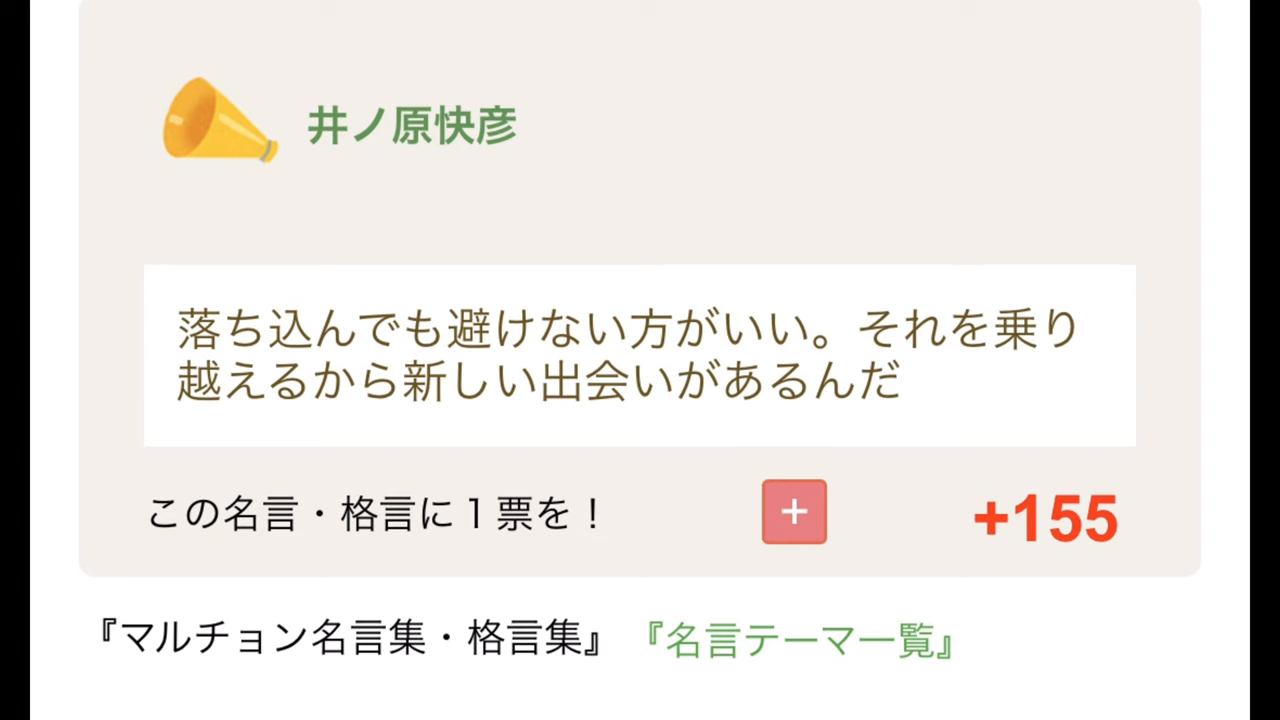 井ノ原快彦
落ち込んでも避けない方がいい。それを乗り
越えるから新しい出会いがあるんだ
この名言・格言に1票を！
+
+155
『マルチョン名言集・格言集』 『名言テーマ一覧』